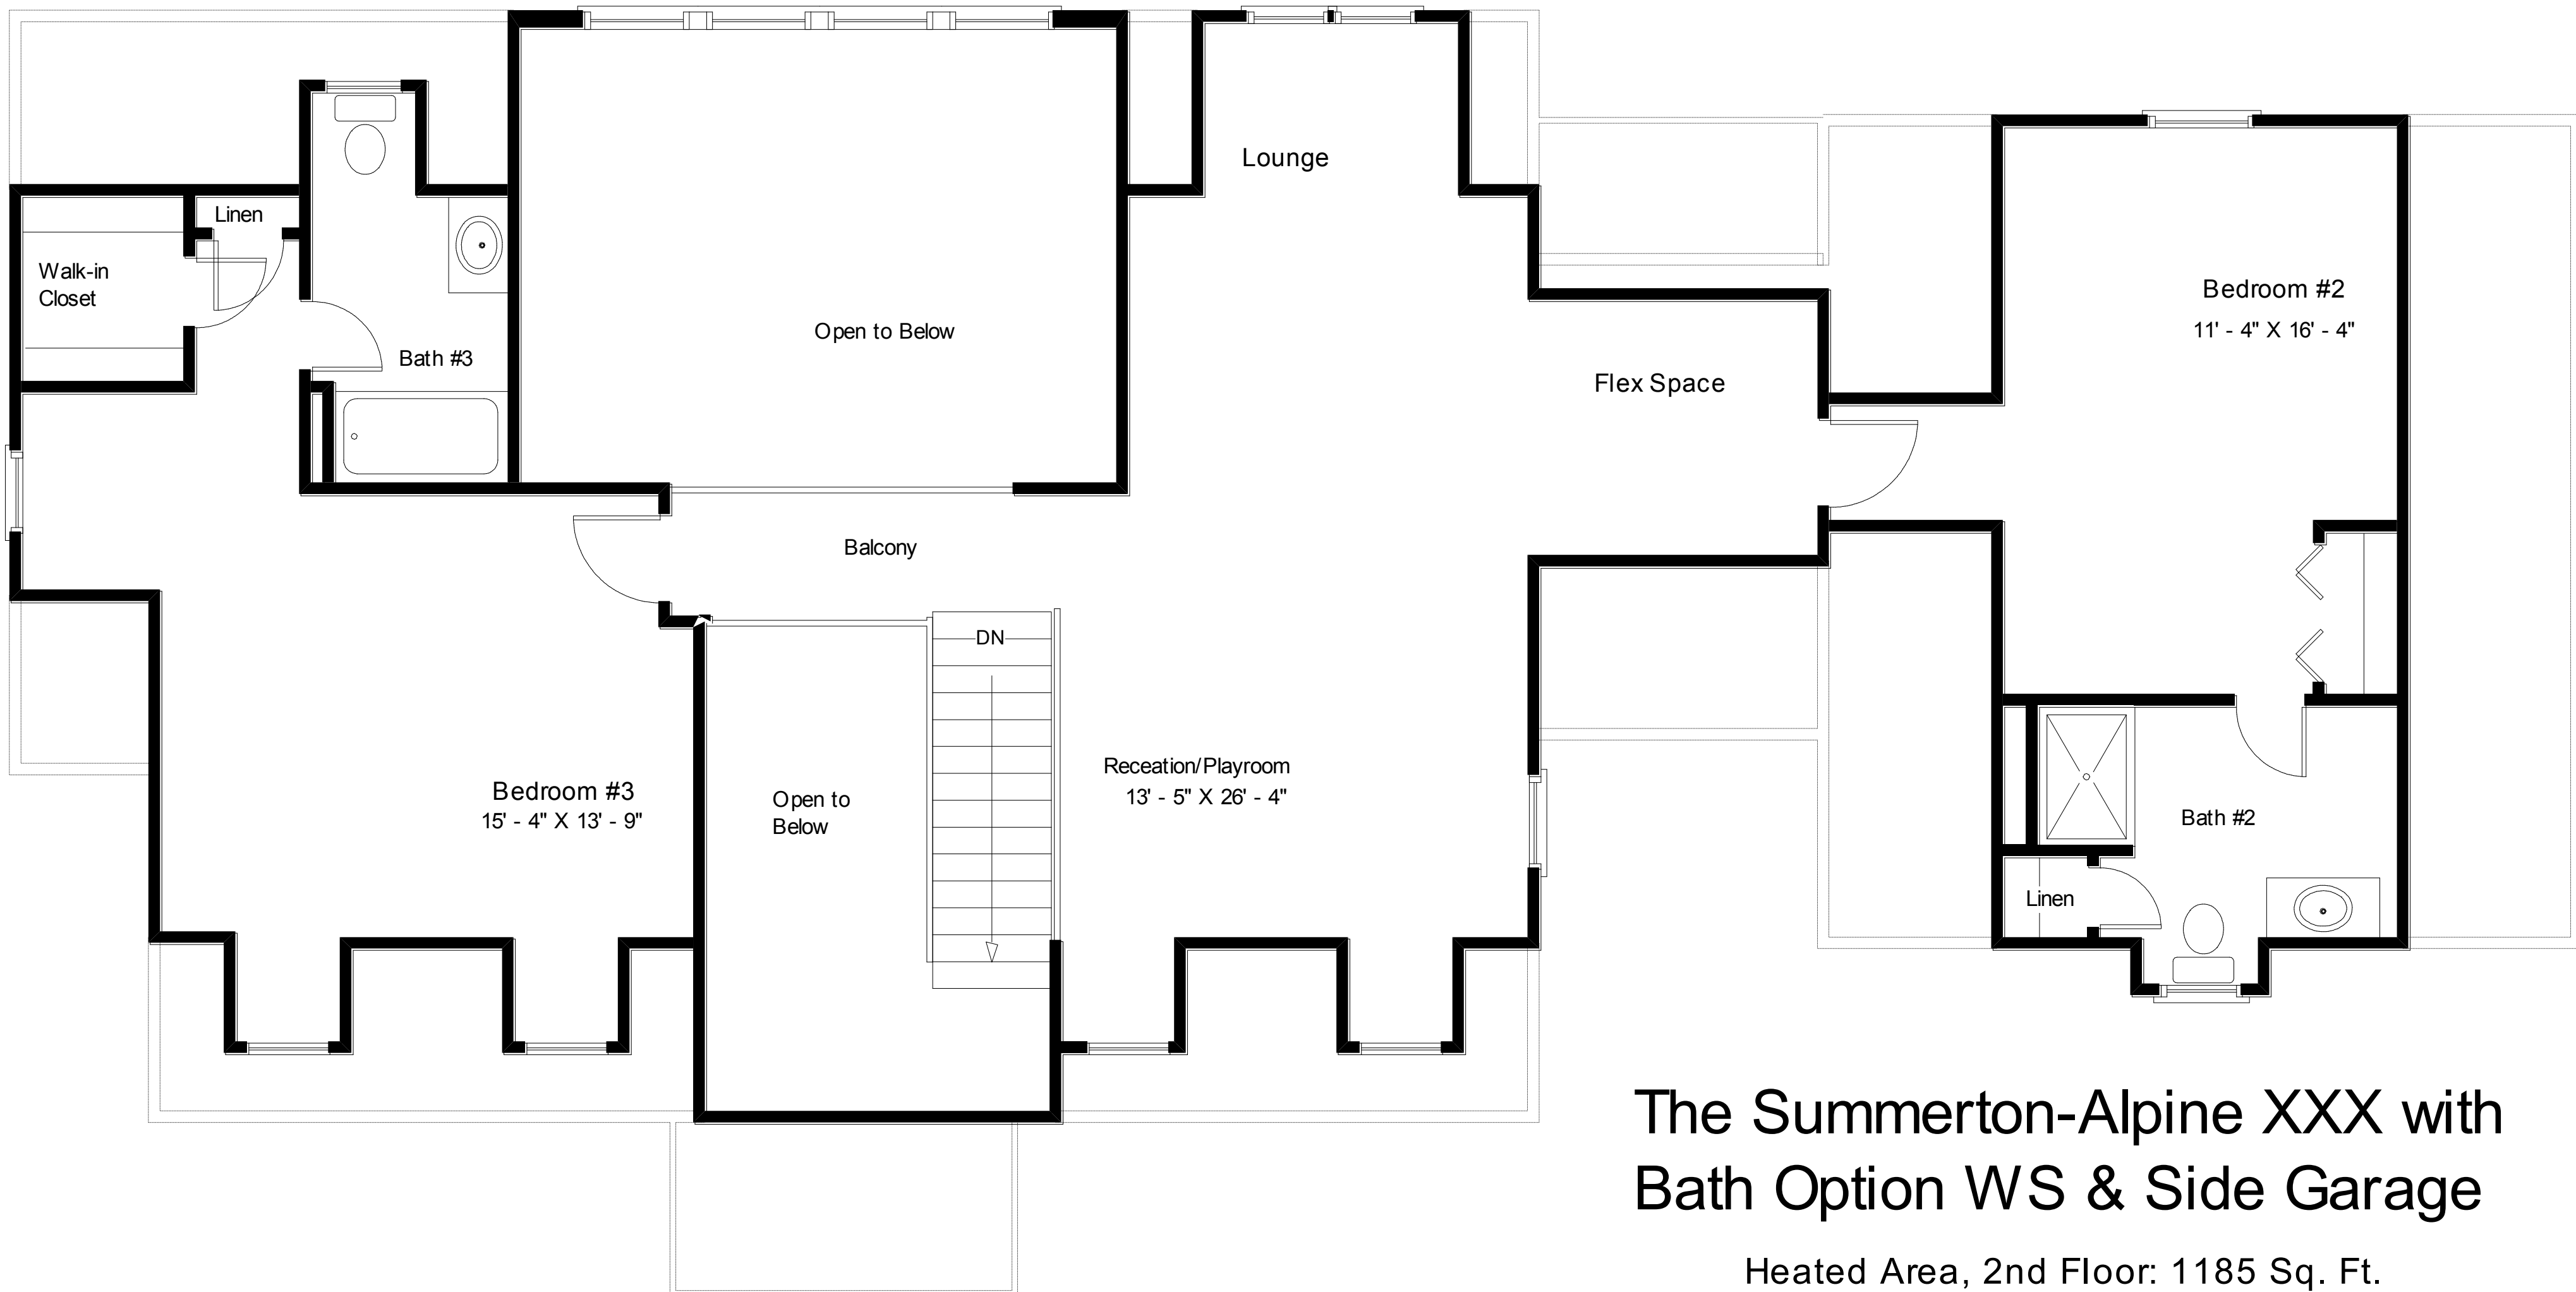 Lounge
Linen
Walk-in
Closet
Bath #3
Open to Below
Bedroom #2
11' - 4" X 16' - 4"
Flex Space
Balcony
DN
Bedroom #3
15' - 4" X 13' - 9"
Open to
Below
Receation/Playroom
13' - 5" X 26' - 4"
Bath #2
Linen
The Summerton-Alpine XXX with
Bath Option WS & Side Garage
Heated Area, 2nd Floor: 1185 Sq. Ft.